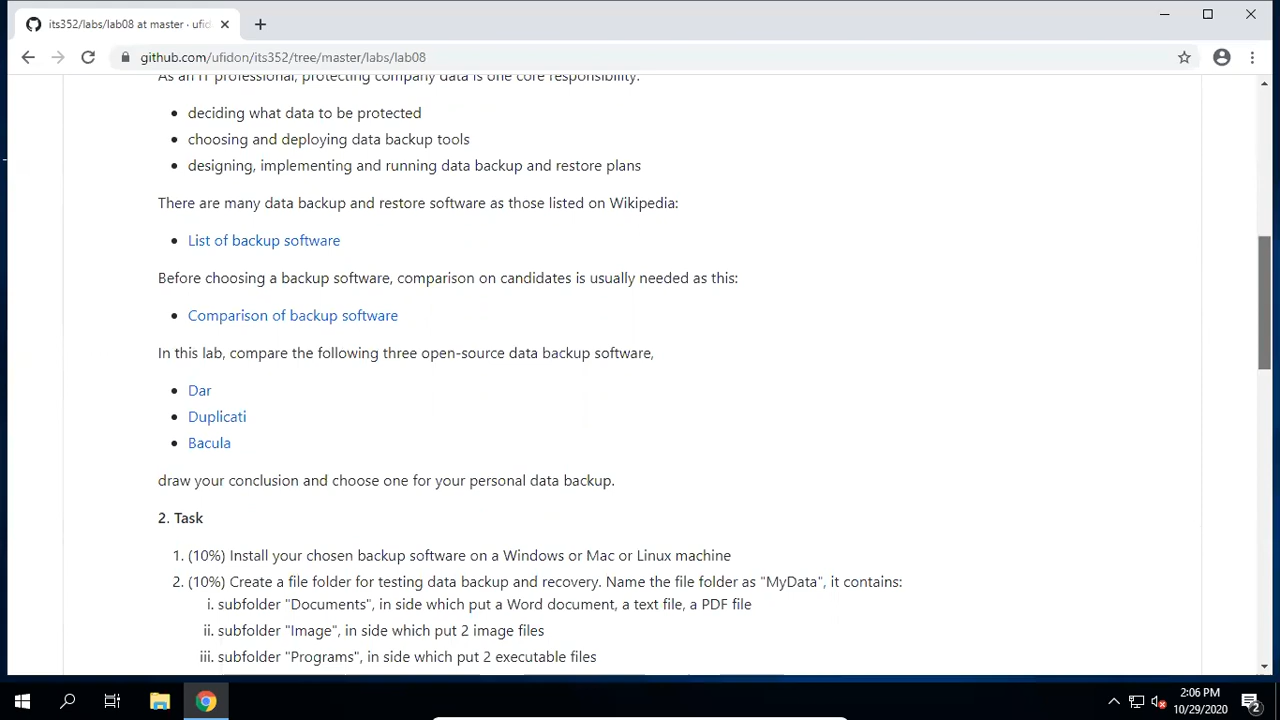 its352/labs/lab08 at master · ufid
github.com/ufidon/its352/tree/master/labs/lab08
As an IT professional, protecting company data is one core responsibility:
deciding what data to be protected
choosing and deploying data backup tools
designing, implementing and running data backup and restore plans
There are many data backup and restore software as those listed on Wikipedia:
List of backup software
Before choosing a backup software, comparison on candidates is usually needed as this:
Comparison of backup software
In this lab, compare the following three open-source data backup software,
Dar
Duplicati
Bacula
draw your conclusion and choose one for your personal data backup.
2. Task
1. (10%) Install your chosen backup software on a Windows or Mac or Linux machine
2. (10%) Create a file folder for testing data backup and recovery. Name the file folder as "MyData", it contains:
i. subfolder "Documents", in side which put a Word document, a text file, a PDF file
ii. subfolder "Image", in side which put 2 image files
iii. subfolder "Programs", in side which put 2 executable files
2:06 PM
10/29/2020
2